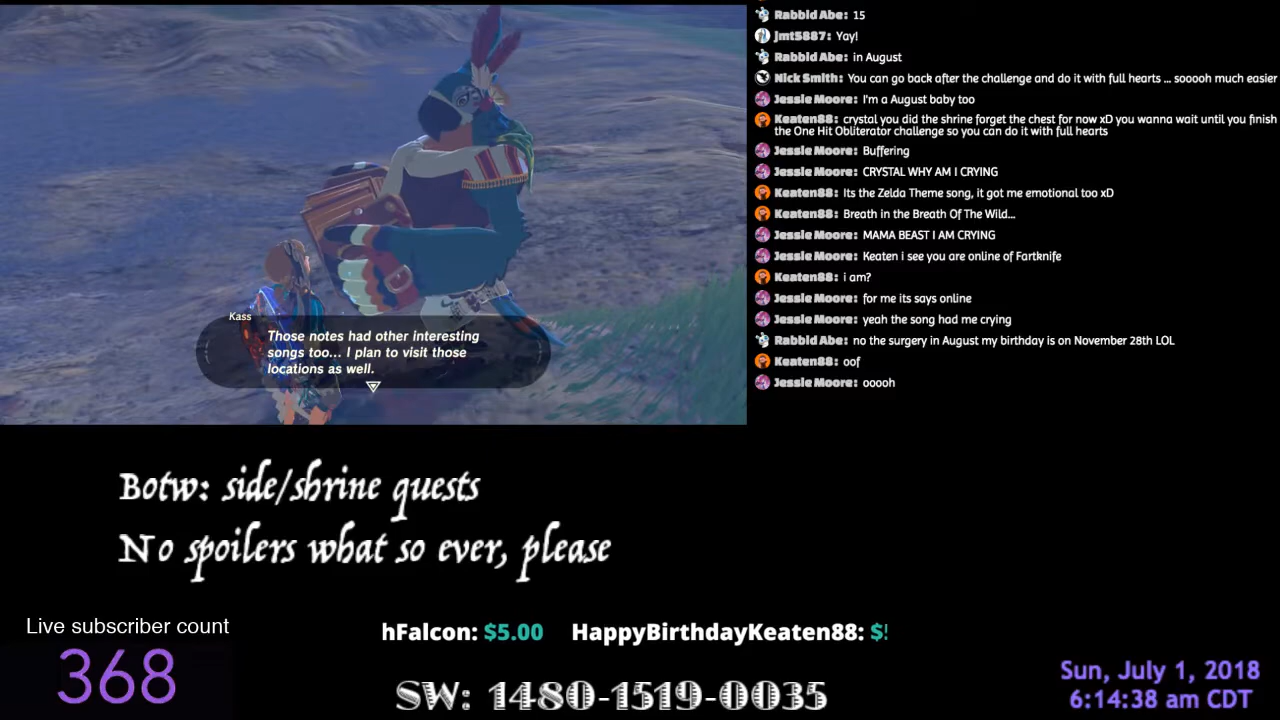 Kass
Those notes had other interesting
songs too... I plan to visit those
locations as well.
Rabbid Abe: 15
Jmt5887: Yay!
Rabbid Abe: in August
Nick Smith: You can go back after the challenge and do it with full hearts ... sooooh much easier
Jessie Moore: I'm a August baby too
Keaten88: crystal you did the shrine forget the chest for now xD you wanna wait until you finish
the One Hit Obliterator challenge so you can do it with full hearts
Jessie Moore: Buffering
Jessie Moore: CRYSTAL WHY AM I CRYING
Keaten88: Its the Zelda Theme song, it got me emotional too xD
Keaten88: Breath in the Breath Of The Wild...
Jessie Moore: MAMA BEAST I AM CRYING
Jessie Moore: Keaten i see you are online of Fartknife
Keaten88: i am?
Jessie Moore: for me its says online
Jessie Moore: yeah the song had me crying
Rabbid Abe: no the surgery in August my birthday is on November 28th LOL
Keaten88: oof
Jessie Moore: ooooh
Botw: side/shrine quests
No spoilers what so ever, please
Live subscriber count
368
hFalcon: $5.00 HappyBirthdayKeaten88: $
SW: 1480-1519-0035
Sun, July 1, 2018
6:14:38 am CDT